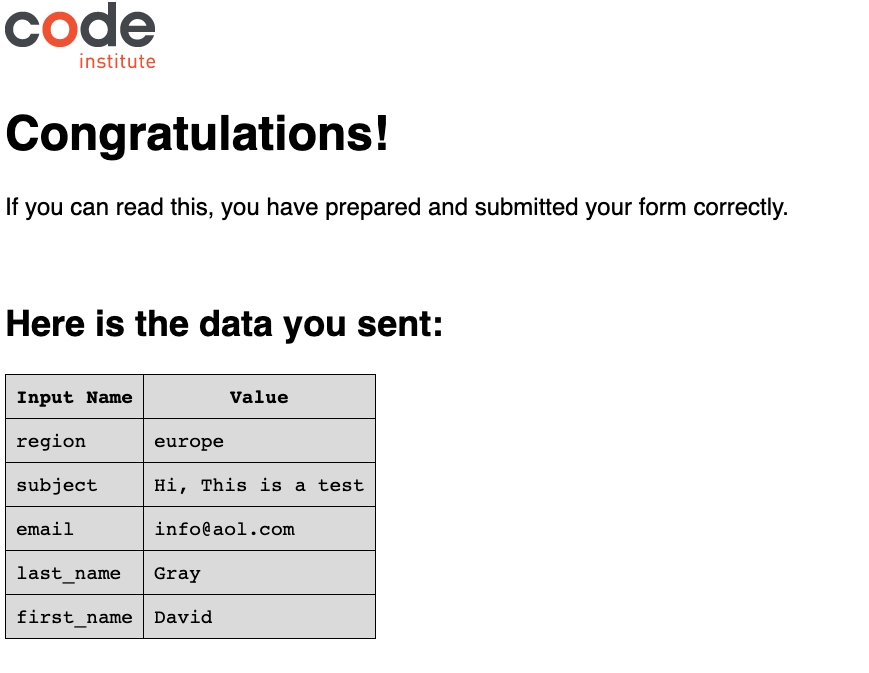 code
institute
Congratulations!
If you can read this, you have prepared and submitted your form correctly.
Here is the data you sent:
Input Name Value
region europe
subject Hi, This is a test
email info@aol.com
last_name Gray
first_name David